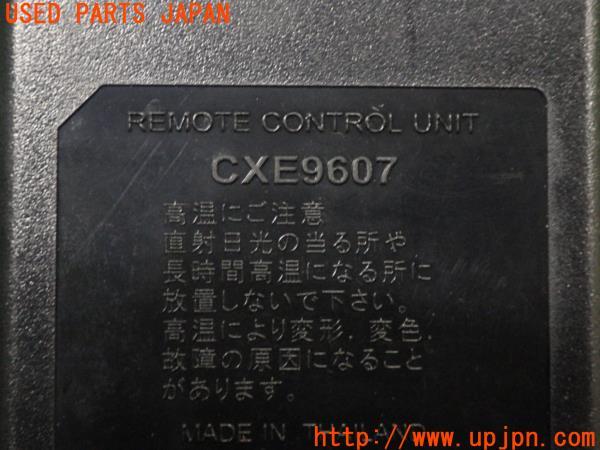 USED PARTS JAPAN
REMOTE CONTROL UNIT
CXE9607
高温にご注意
直射日光の当る所や
長時間高温になる所に
放置しないで下さい。
高温により変形,変色,
故障の原因になること
があります。
MADE IN THAILAND
http://www.upjpn.com